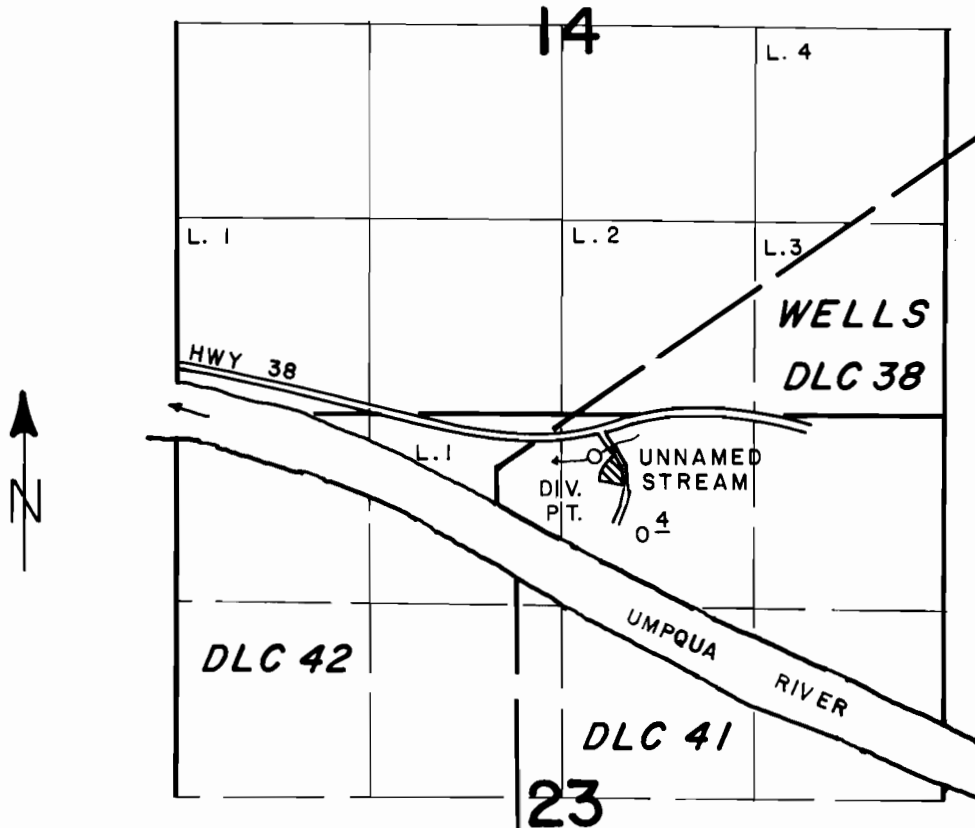 14
L. 4
L. 1
L. 2
L.3
WELLS
DLC 38
HWY 38
L.1
UNNAMED
STREAM
DIV.
PT.
0 4
N
DLC 42
UMPQUA
RIVER
DLC 41
23